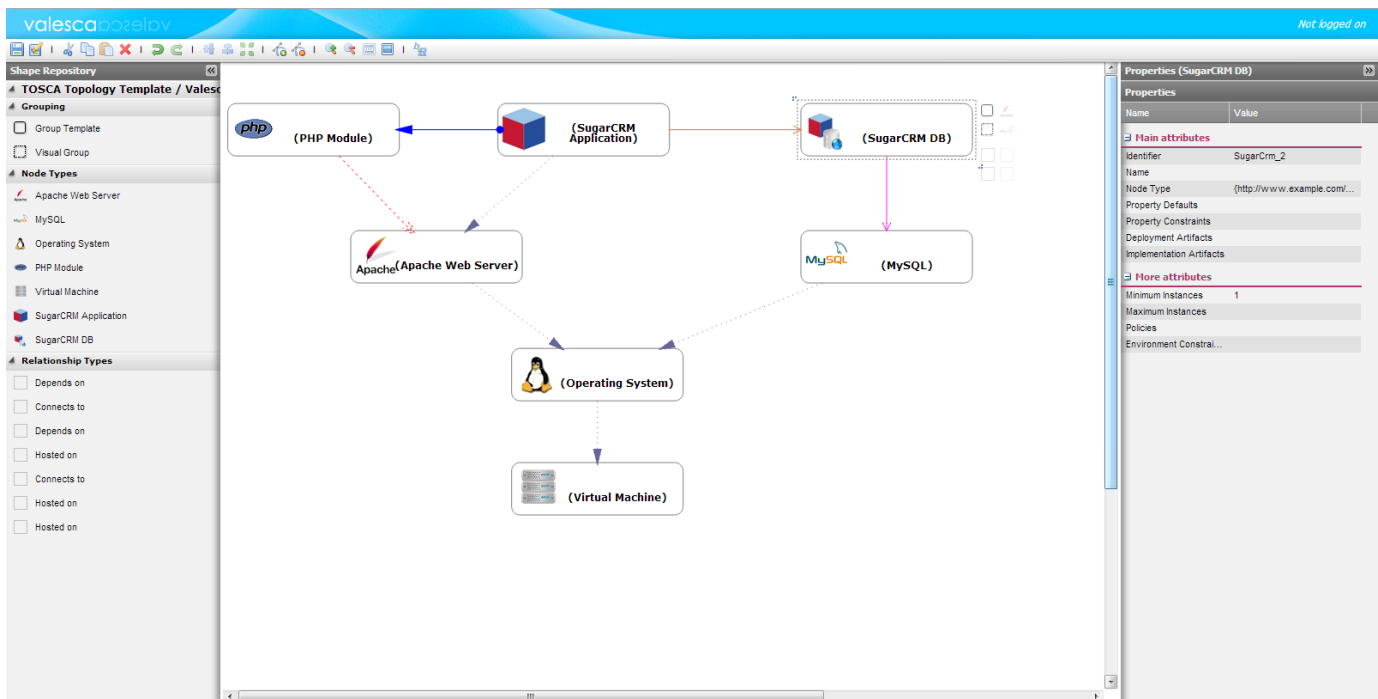 valesca
Not logged on
Shape Repository
TOSCA Topology Template / Valesc
Grouping
Group Template
Visual Group
Node Types
Apache Web Server
MySQL
Operating System
PHP Module
Virtual Machine
SugarCRM Application
SugarCRM DB
Relationship Types
Depends on
Connects to
Depends on
Hosted on
Connects to
Hosted on
Hosted on
php
(PHP Module)
(SugarCRM
Application)
(SugarCRM DB)
Apache
(Apache Web Server)
MySQL
(MySQL)
(Operating System)
(Virtual Machine)
Properties (SugarCRM DB)
Properties
Name Value
Main attributes
Identifier SugarCrm_2
Name
Node Type {http://www.example.com/...
Property Defaults
Property Constraints
Deployment Artifacts
Implementation Artifacts
More attributes
Minimum Instances 1
Maximum Instances
Policies
Environment Constrai...